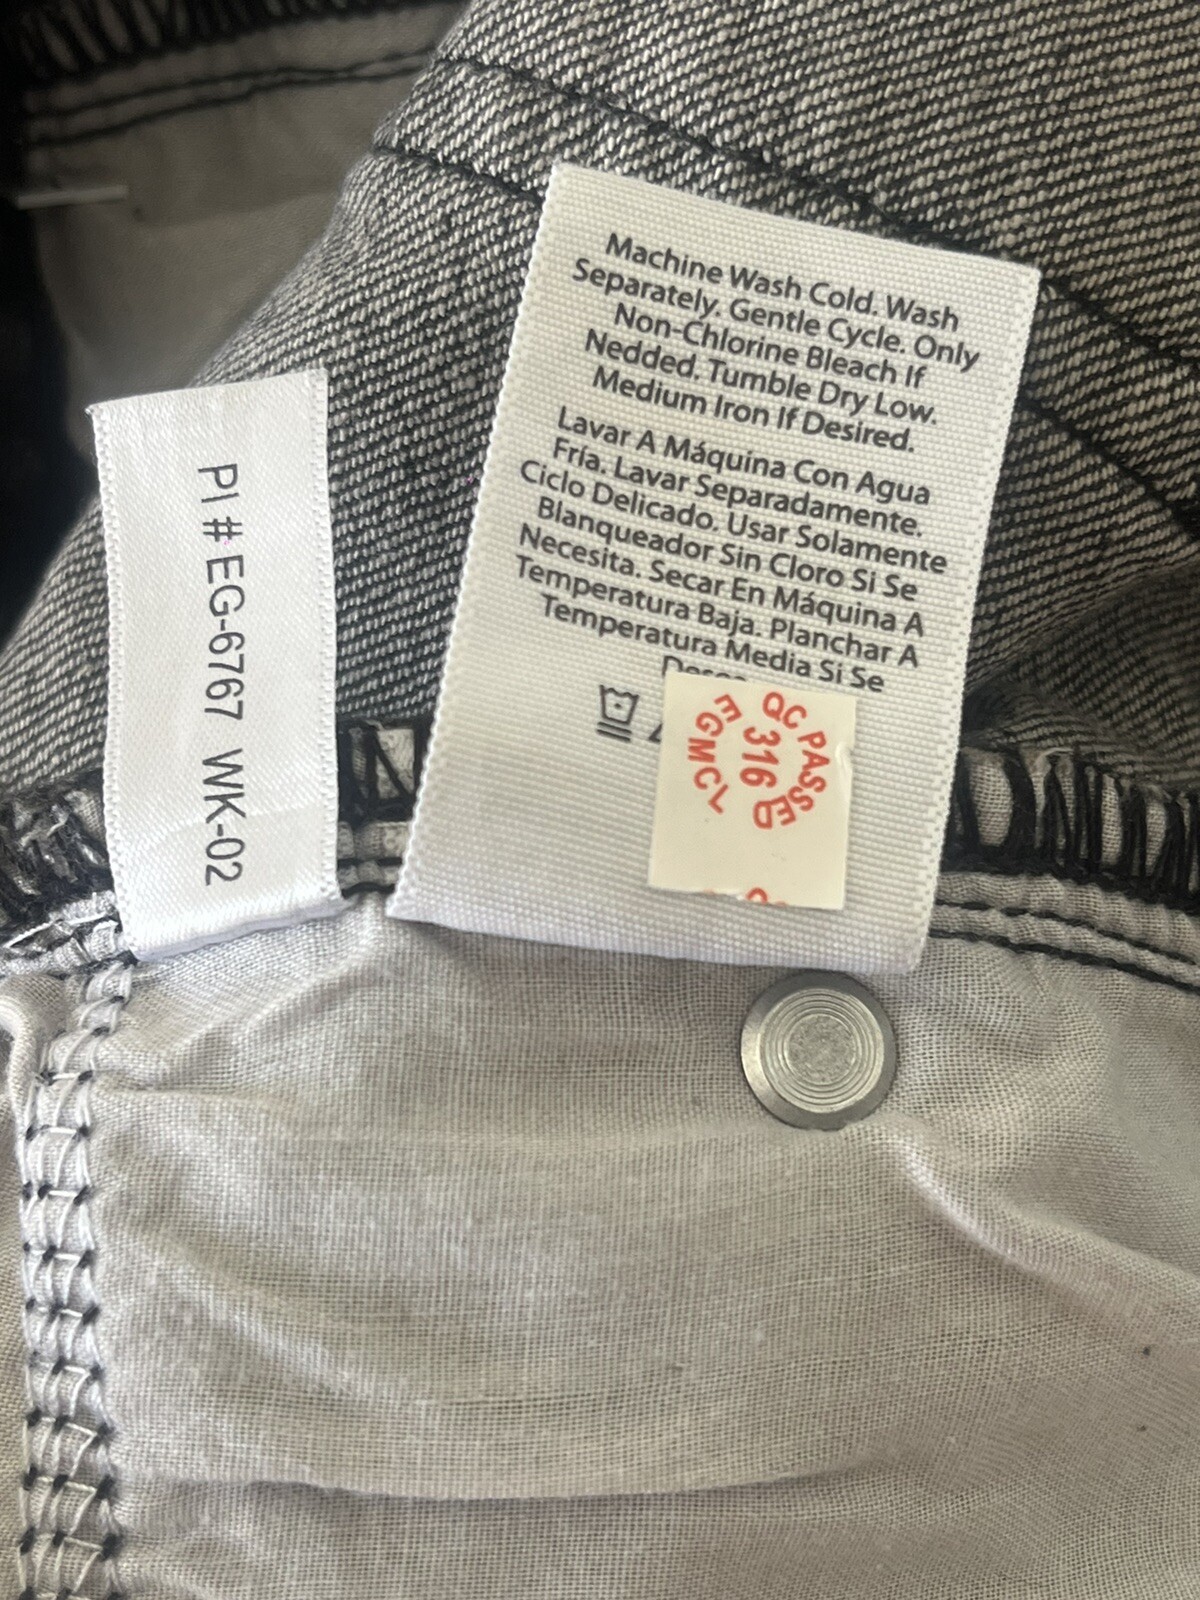 PI # EG-6767 WK-02
Machine Wash Cold. Wash
Separately. Gentle Cycle. Only
Non-Chlorine Bleach If
Nedded. Tumble Dry Low.
Medium Iron If Desired.
Lavar A Máquina Con Agua
Fría. Lavar Separadamente.
Ciclo Delicado. Usar Solamente
Blanqueador Sin Cloro Si Se
Necesita. Secar En Máquina A
Temperatura Baja. Planchar A
Temperatura Media Si Se
QC PASSED
316
EGMCL